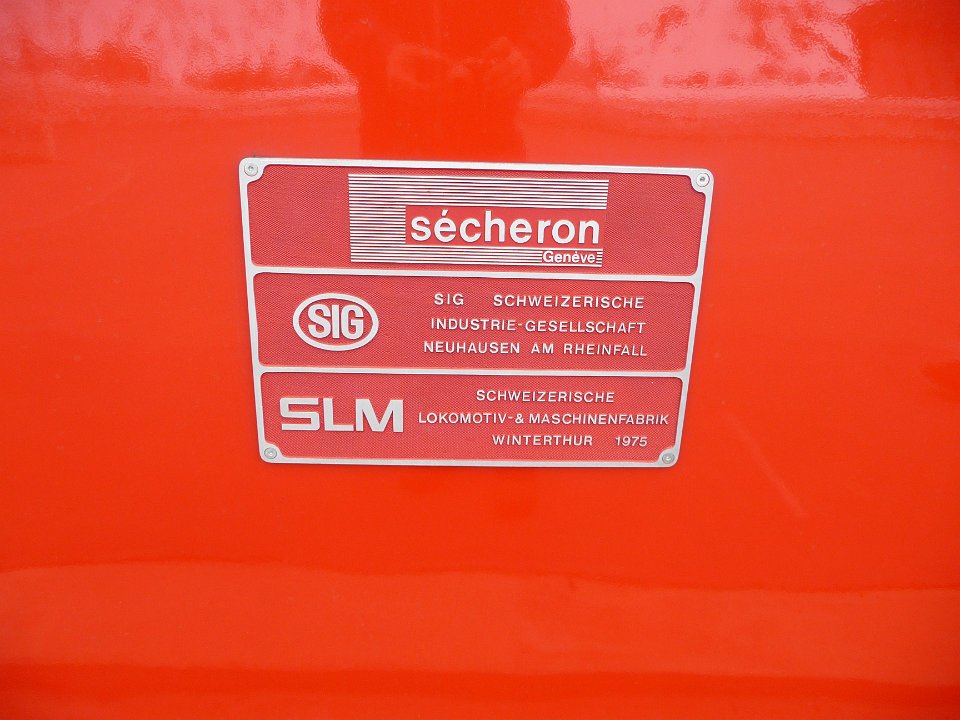 sécheron
Genève
SIG
SIG SCHWEIZERISCHE
INDUSTRIE-GESELLSCHAFT
NEUHAUSEN AM RHEINFALL
SLM
SCHWEIZERISCHE
LOKOMOTIV-& MASCHINENFABRIK
WINTERTHUR 1975